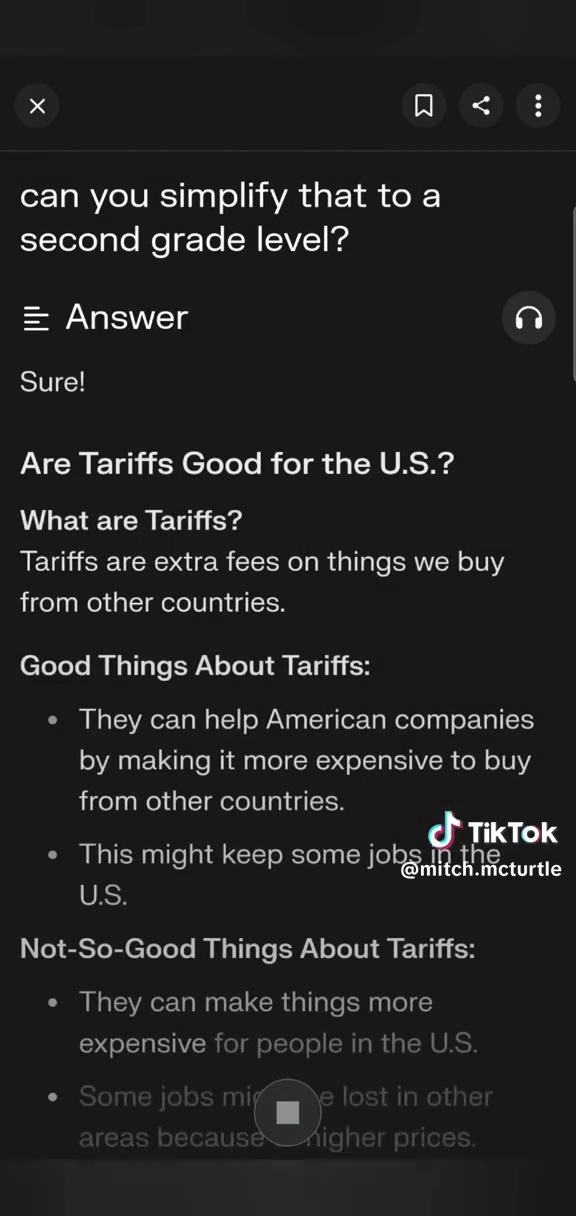 can you simplify that to a
second grade level?
Answer
Sure!
Are Tariffs Good for the U.S.?
What are Tariffs?
Tariffs are extra fees on things we buy
from other countries.
Good Things About Tariffs:
They can help American companies
by making it more expensive to buy
from other countries.
TikTok
This might keep some jobs in the
@mitch.mcturtle
U.S.
Not-So-Good Things About Tariffs:
They can make things more
expensive for people in the U.S.
Some jobs lost in other
areas because higher prices.